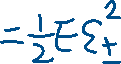 = \frac{1}{2} E \xi_{\pm}^{2}